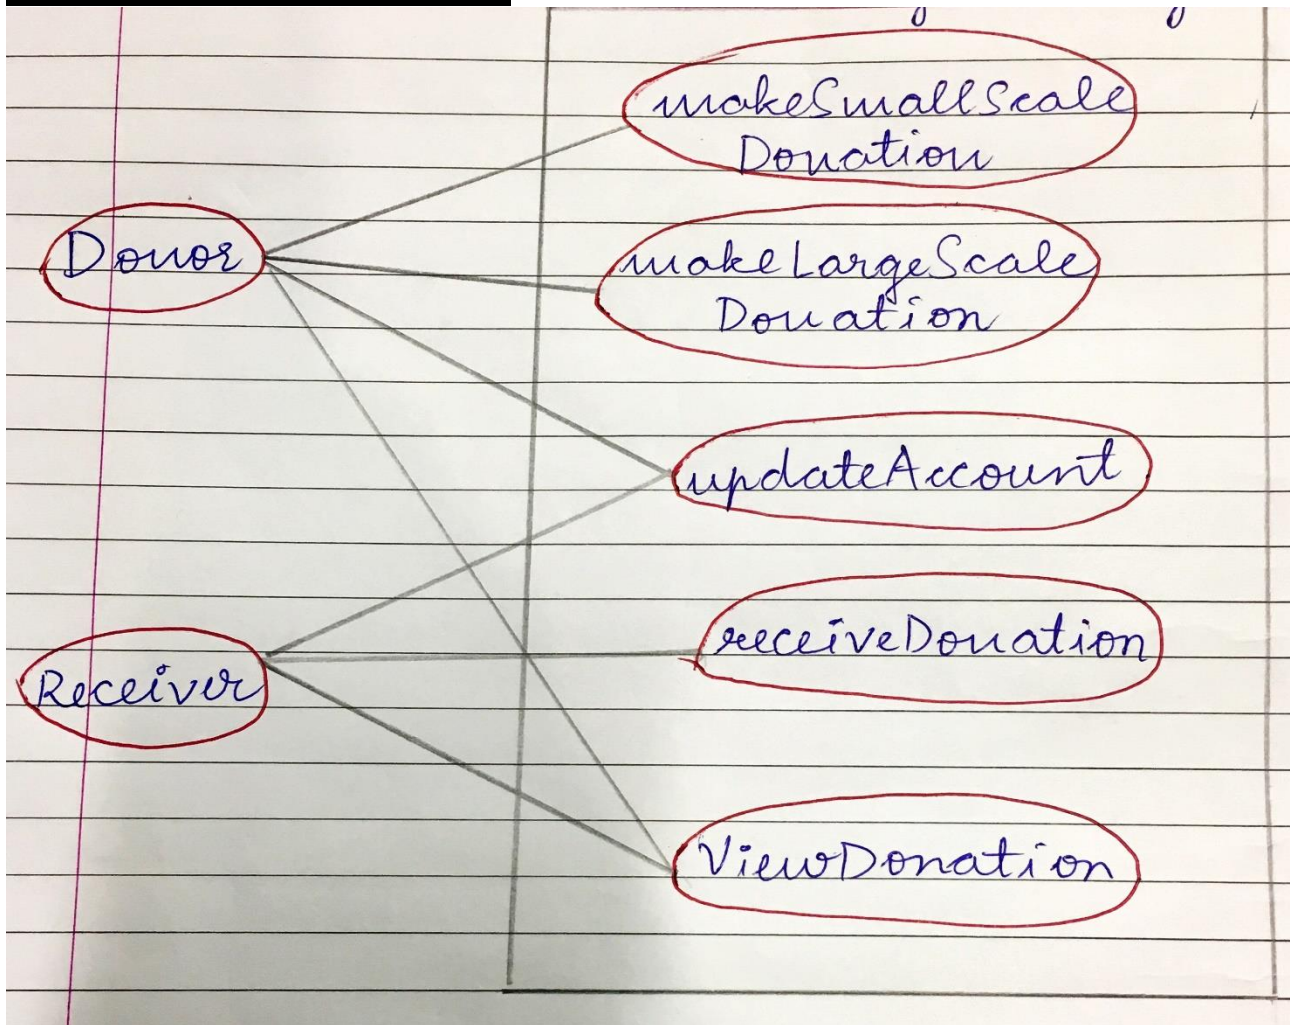 makeSmallScale
Donation
Donor
makeLargeScale
Donation
updateAccount
receiveDonation
Receiver
ViewDonation